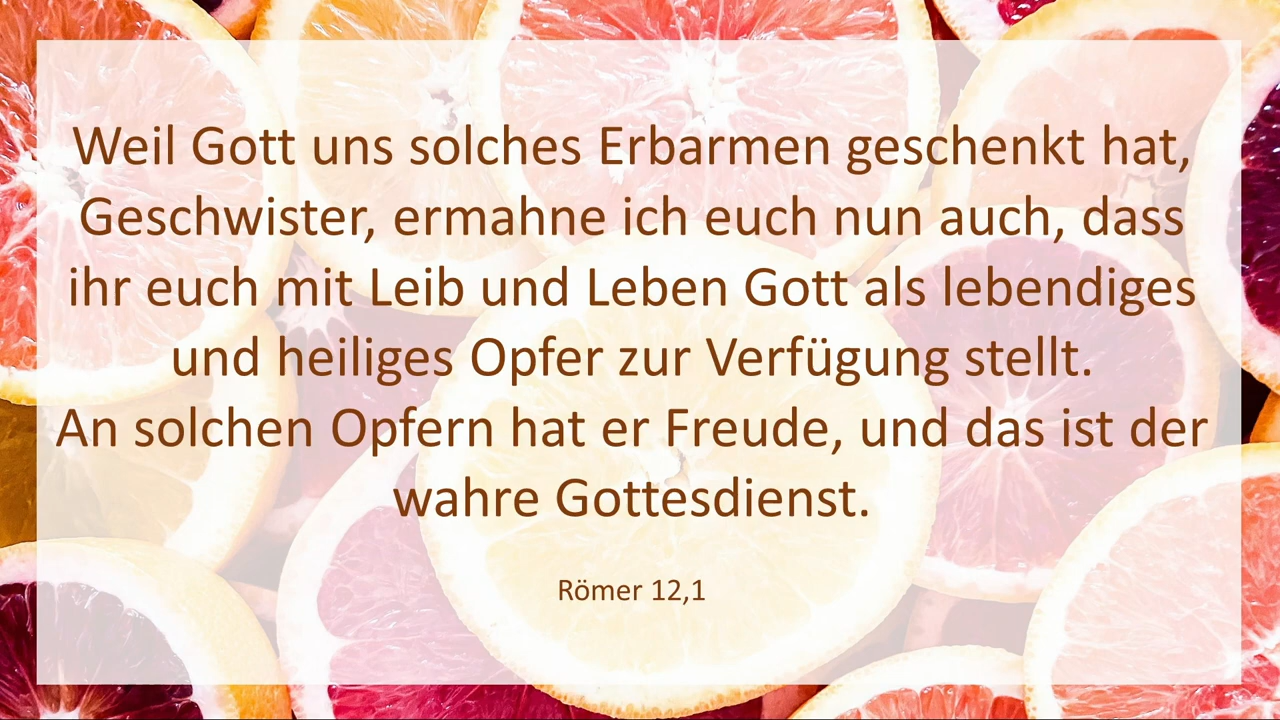 Weil Gott uns solches Erbarmen geschenkt hat,
Geschwister, ermahne ich euch nun auch, dass
ihr euch mit Leib und Leben Gott als lebendiges
und heiliges Opfer zur Verfügung stellt.
An solchen Opfern hat er Freude, und das ist der
wahre Gottesdienst.
Römer 12,1